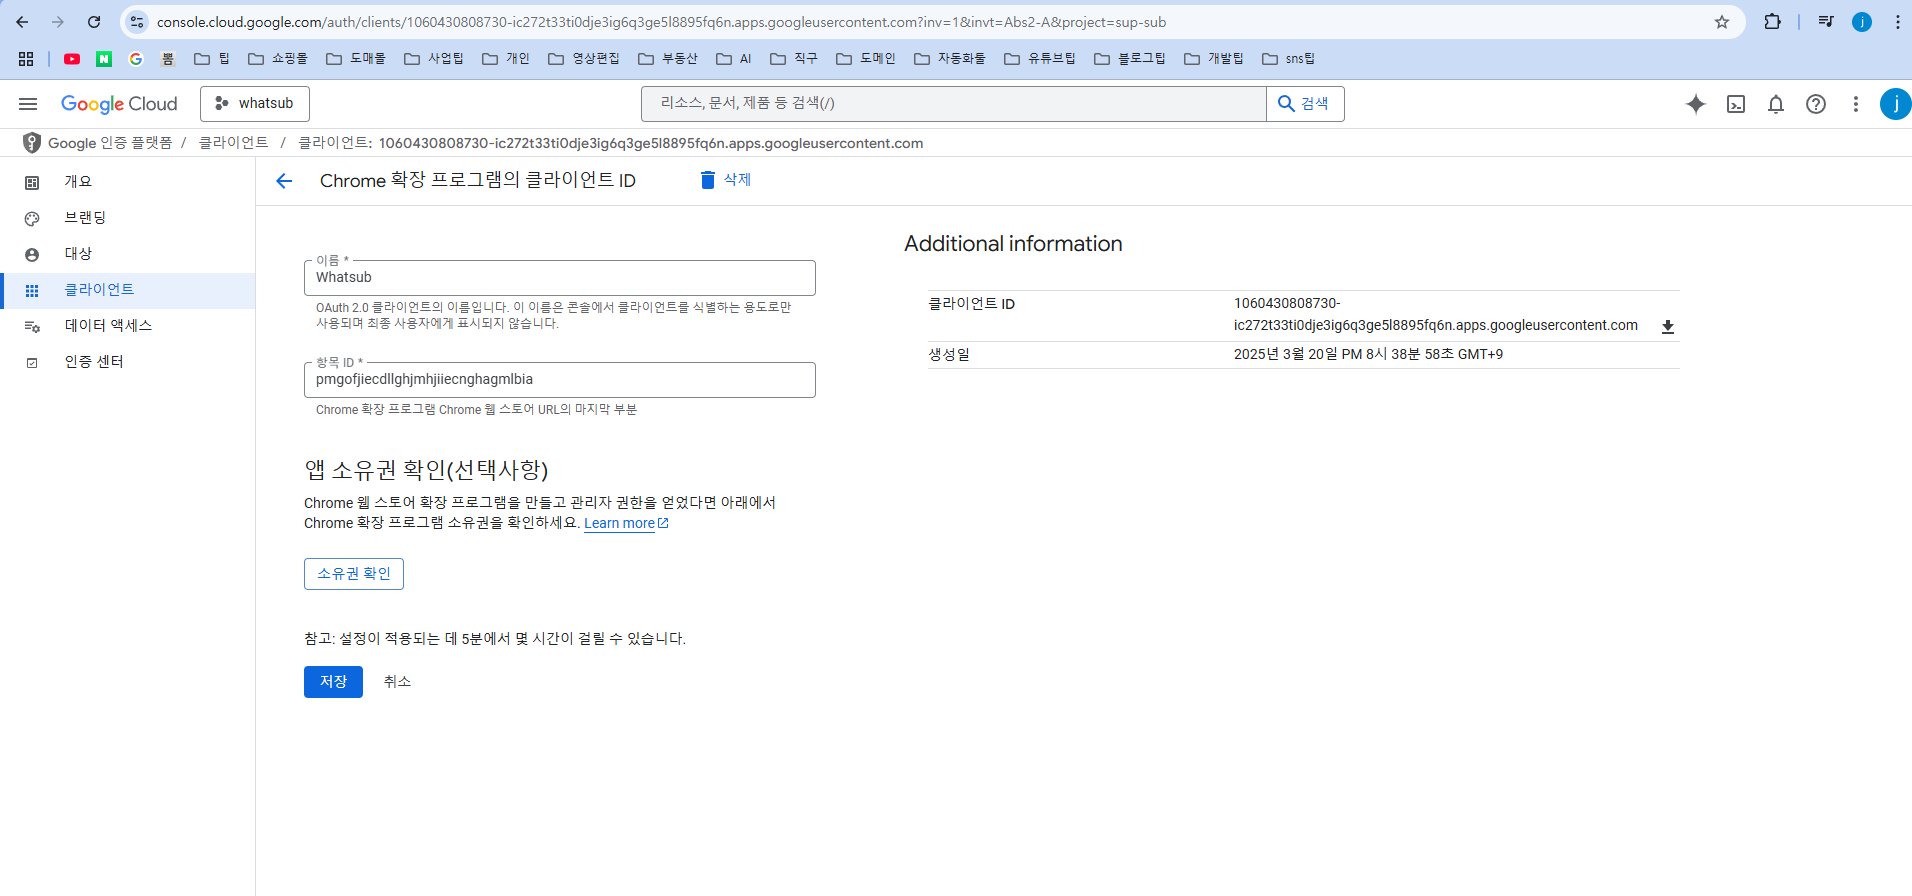 console.cloud.google.com/auth/clients/1060430808730-ic272t33ti0dje3ig6q3ge5l8895fq6n.apps.googleusercontent.com?inv=1&invt=Abs2-A&project=sup-sub
j
N
G
뽐
팁
쇼핑몰
도매몰
사업팁
개인
영상편집
부동산
AI
직구
도메인
자동화툴
유튜브팁
블로그팁
개발팁
sns팁
Google Cloud
whatsub
리소스, 문서, 제품 등 검색(/)
검색
j
Google 인증 플랫폼 / 클라이언트 / 클라이언트: 1060430808730-ic272t33ti0dje3ig6q3ge5l8895fq6n.apps.googleusercontent.com
개요
브랜딩
대상
클라이언트
데이터 액세스
인증 센터
Chrome 확장 프로그램의 클라이언트 ID
삭제
이름 *
Whatsub
OAuth 2.0 클라이언트의 이름입니다. 이 이름은 콘솔에서 클라이언트를 식별하는 용도로만
사용되며 최종 사용자에게 표시되지 않습니다.
항목 ID *
pmgofjiecdllghjmhjiiecnghagmlbia
Chrome 확장 프로그램 Chrome 웹 스토어 URL의 마지막 부분
앱 소유권 확인(선택사항)
Chrome 웹 스토어 확장 프로그램을 만들고 관리자 권한을 얻었다면 아래에서
Chrome 확장 프로그램 소유권을 확인하세요. Learn more
소유권 확인
참고: 설정이 적용되는 데 5분에서 몇 시간이 걸릴 수 있습니다.
저장
취소
Additional information
클라이언트 ID
1060430808730-
ic272t33ti0dje3ig6q3ge5l8895fq6n.apps.googleusercontent.com
생성일
2025년 3월 20일 PM 8시 38분 58초 GMT+9